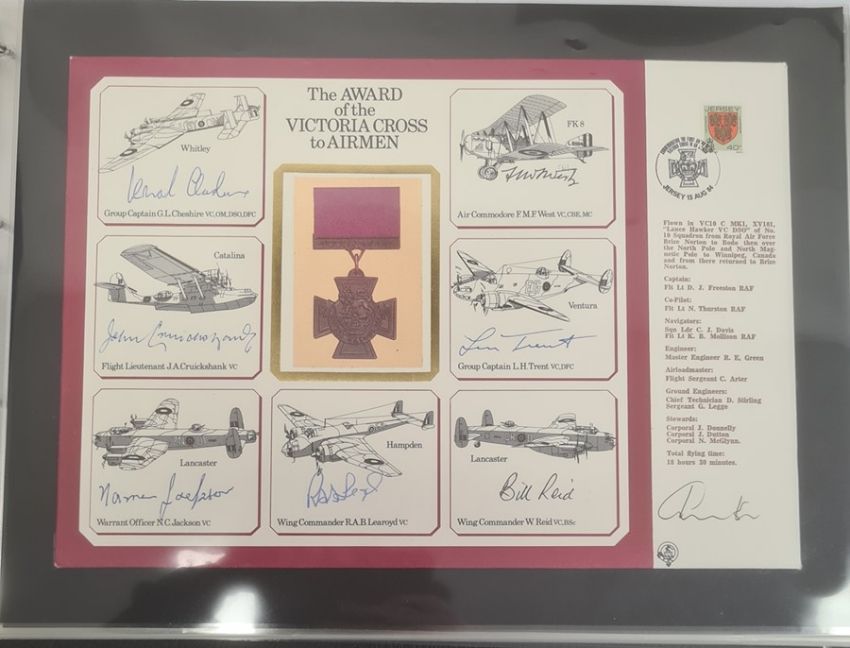 The AWARD
of the
VICTORIA CROSS
to AIRMEN
Whitley
Group Captain G.L. Cheshire VC, OM, DSO, DFC
FK 8
Air Commodore F.M.F. West VC, CBE, MC
Catalina
John Cruickshank
Flight Lieutenant J.A. Cruickshank VC
Ventura
Len Trent
Group Captain L.H. Trent VC, DFC
Lancaster
Norman Jackson
Warrant Officer N.C. Jackson VC
Hampden
Wing Commander R.A.B. Learoyd VC
Lancaster
Bill Reid
Wing Commander W. Reid VC, BSc
JERSEY
40p
JERSEY 15 AUG 84
Flown in VC10 C MK1, XV101,
"Lance Hawker VC DSO" of No.
10 Squadron from Royal Air Force
Brize Norton to Bodo then over
the North Pole and North Mag-
netic Pole to Winnipeg, Canada
and from there returned to Brize
Norton.
Captain:
Flt Lt D. J. Freeston RAF
Co-Pilot:
Flt Lt N. Thurston RAF
Navigators:
Sqn Ldr C. J. Davis
Flt Lt K. B. Mollison RAF
Engineer:
Master Engineer R. E. Green
Airloadmaster:
Flight Sergeant C. Arter
Ground Engineers:
Chief Technician D. Stirling
Sergeant G. Legge
Stewards:
Corporal J. Donnelly
Corporal J. Dutton
Corporal N. McGlynn.
Total flying time:
18 hours 30 minutes.